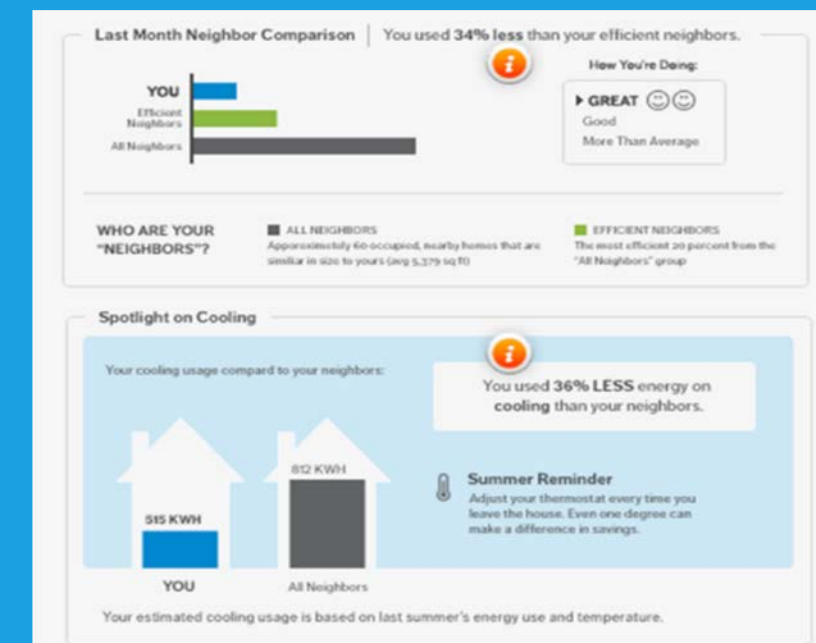 Last Month Neighbor Comparison | You used 34% less than your efficient neighbors.
i
How You're Doing:
YOU
Efficient
Neighbors
All Neighbors
GREAT
Good
More Than Average
WHO ARE YOUR
"NEIGHBORS"?
ALL NEIGHBORS
Apporoximately 60 occupied, nearby homes that are
similiar in size to yours (avg 5,379 sq ft)
EFFICIENT NEIGHBORS
The most efficient 20 percent from the
"All Neighbors" group
Spotlight on Cooling
Your cooling usage compard to your neighbors:
i
You used 36% LESS energy on
cooling than your neighbors.
812 KWH
515 KWH
YOU
All Neighbors
Summer Reminder
Adjust your thermostat every time you
leave the house. Even one degree can
make a difference in savings.
Your estimated cooling usage is based on last summer's energy use and temperature.